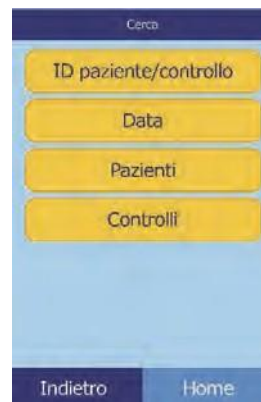 Cerca
ID paziente/controllo
Data
Pazienti
Controlli
Indietro
Home